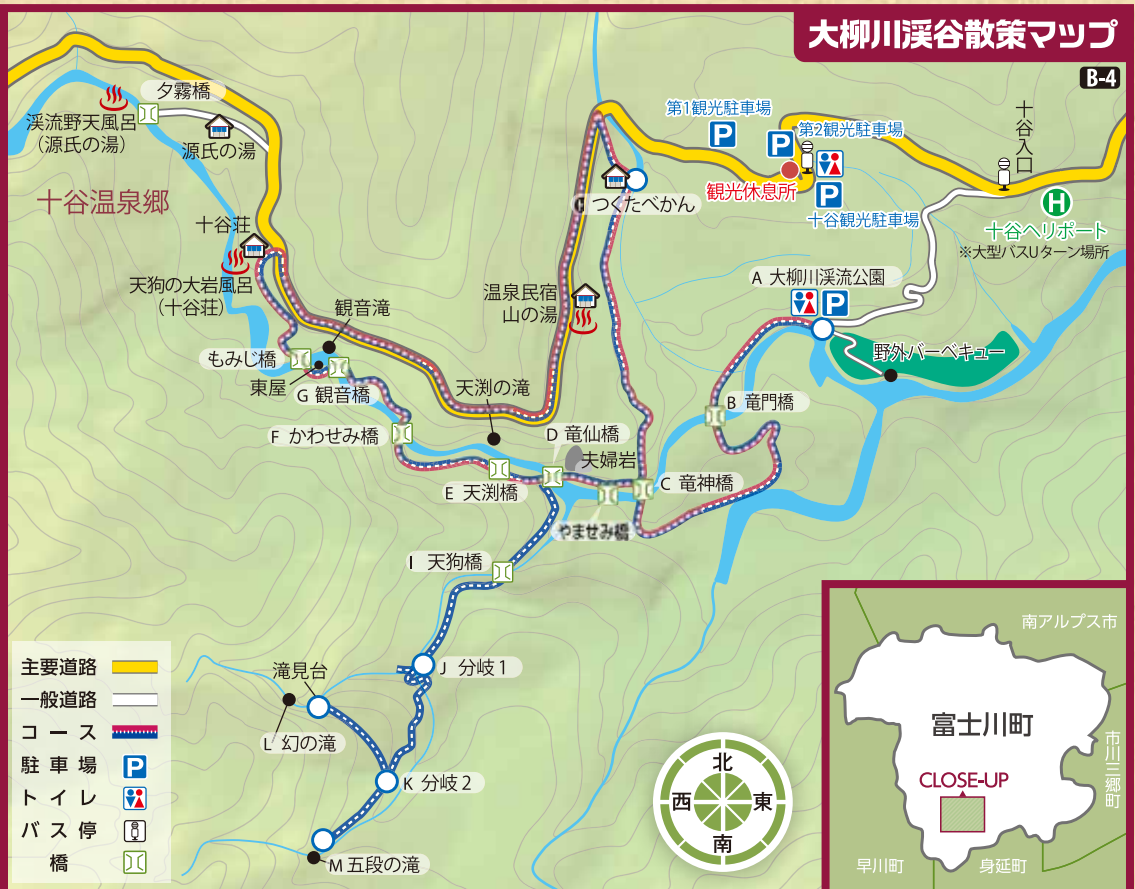 大柳川渓谷散策マップ
B-4
夕霧橋
渓流野天風呂
(源氏の湯)
源氏の湯
十谷温泉郷
十谷荘
天狗の大岩風呂
(十谷荘)
観音滝
もみじ橋
東屋
G 観音橋
F かわせみ橋
天渕の滝
E 天渕橋
D 竜仙橋
夫婦岩
やませみ橋
C 竜神橋
B 竜門橋
温泉民宿
山の湯
つくたべかん
第1観光駐車場
P
P
第2観光駐車場
観光休息所
P
十谷観光駐車場
十谷入口
H
十谷ヘリポート
※大型バスUターン場所
A 大柳川渓流公園
P
野外バーベキュー
I 天狗橋
J 分岐1
滝見台
L 幻の滝
K 分岐2
M 五段の滝
主要道路
一般道路
コース
駐車場
P
トイレ
バス停
橋
北
西
東
南
南アルプス市
富士川町
市川三郷町
CLOSE-UP
早川町
身延町